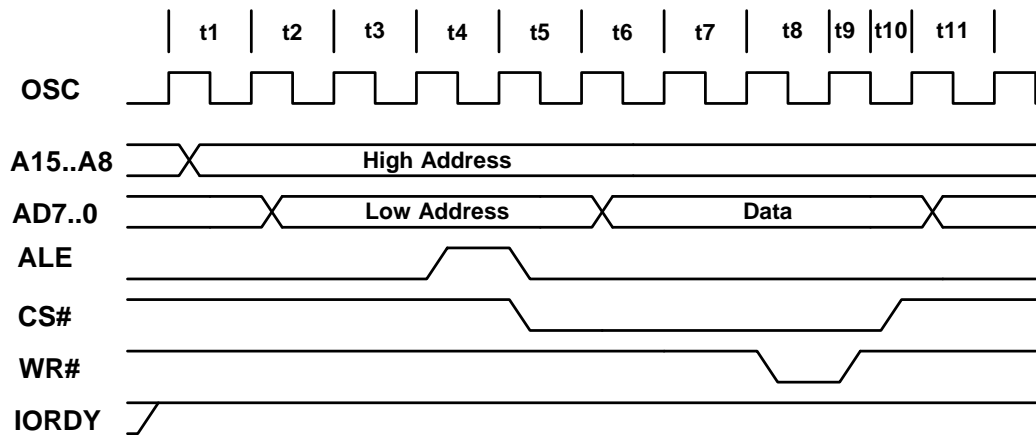 t1 t2 t3 t4 t5 t6 t7 t8 t9 t10 t11
OSC
A15..A8 High Address
AD7..0 Low Address Data
ALE
CS#
WR#
IORDY